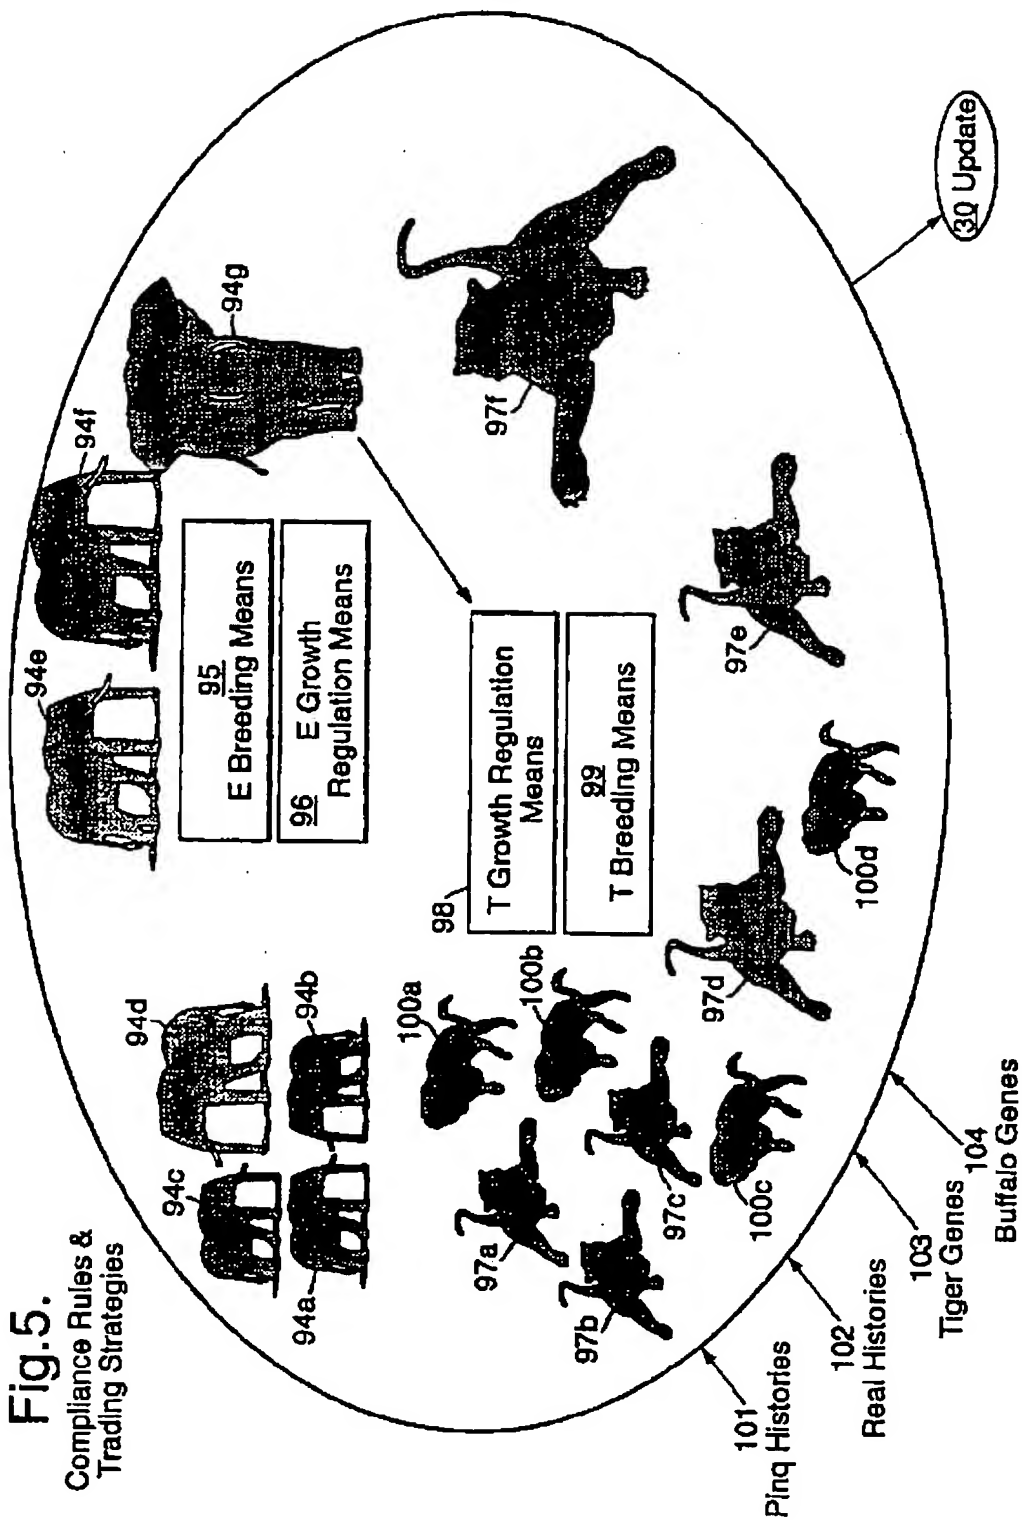 Fig.5.
Compliance Rules &
Trading Strategies
94e
94f
94g
94d
94c
94b
94a
95
E Breeding Means
96 E Growth
Regulation Means
98
T Growth Regulation
Means
99
T Breeding Means
100a
100b
97a
97b
97c
100c
97d
100d
97e
97f
101
Pinq Histories
102
Real Histories
103
Tiger Genes
104
Buffalo Genes
30 Update